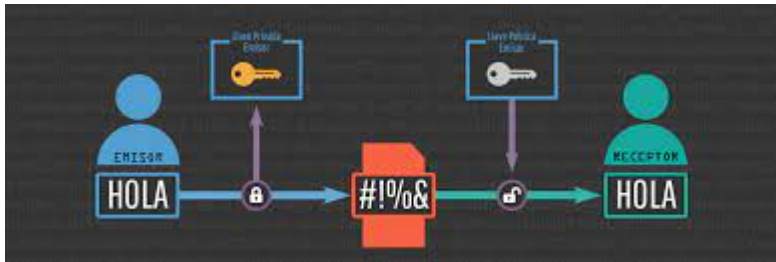 Llave Privada
Emisor
Llave Pública
Emisor
EMISOR
RECEPTOR
HOLA
#!%&
HOLA